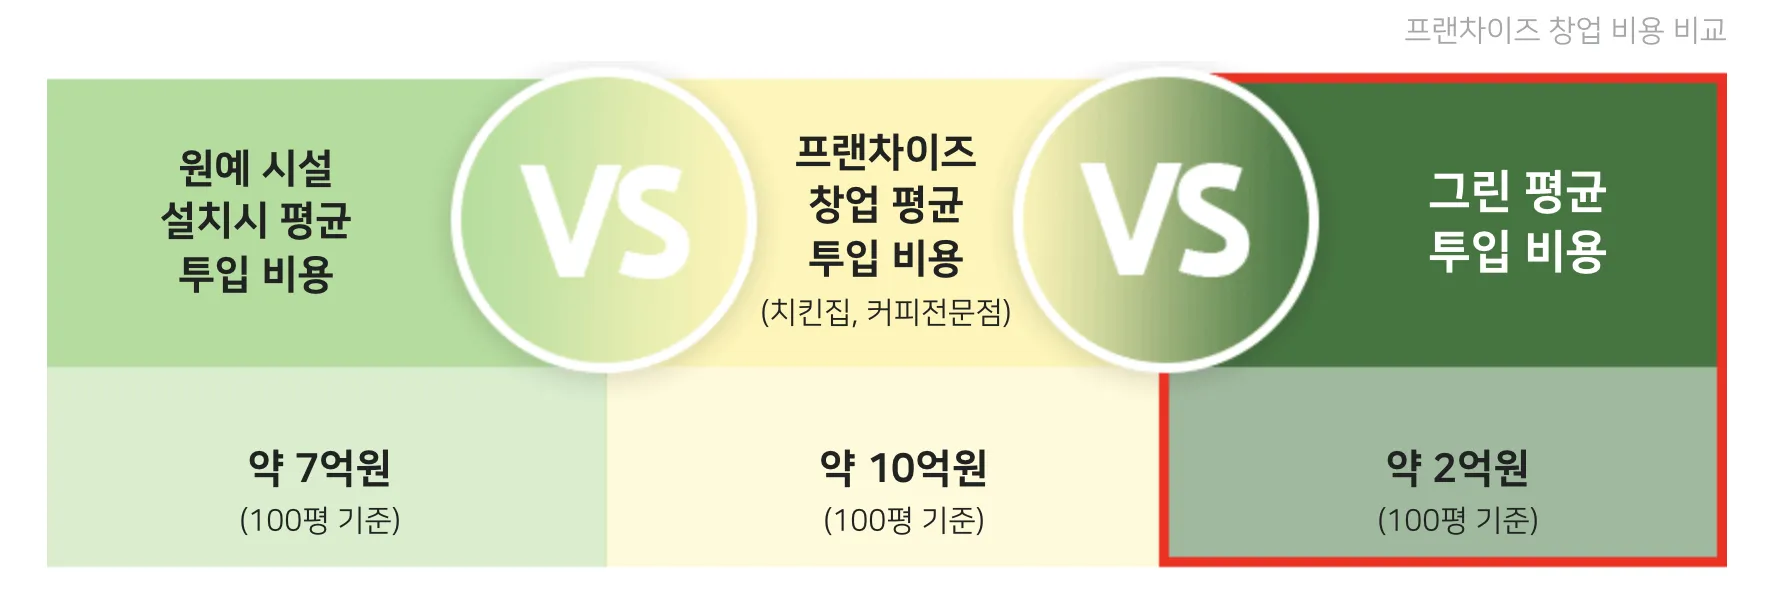 프랜차이즈 창업 비용 비교
원예 시설
설치시 평균
투입 비용
VS
프랜차이즈
창업 평균
투입 비용
(치킨집, 커피전문점)
VS
그린 평균
투입 비용
약 7억원
(100평 기준)
약 10억원
(100평 기준)
약 2억원
(100평 기준)